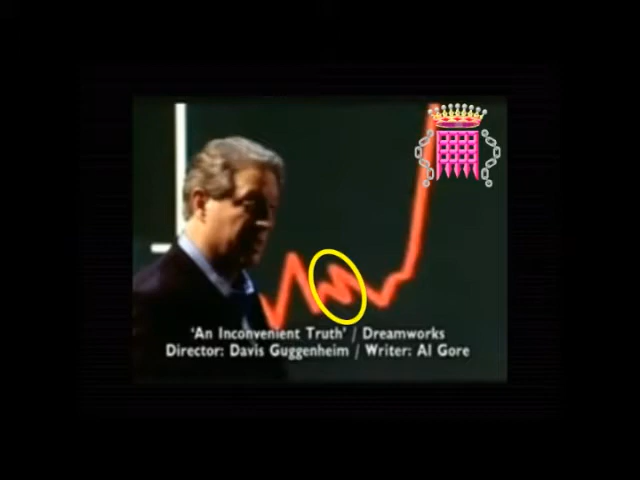 'An Inconvenient Truth' / Dreamworks
Director: Davis Guggenheim / Writer: Al Gore